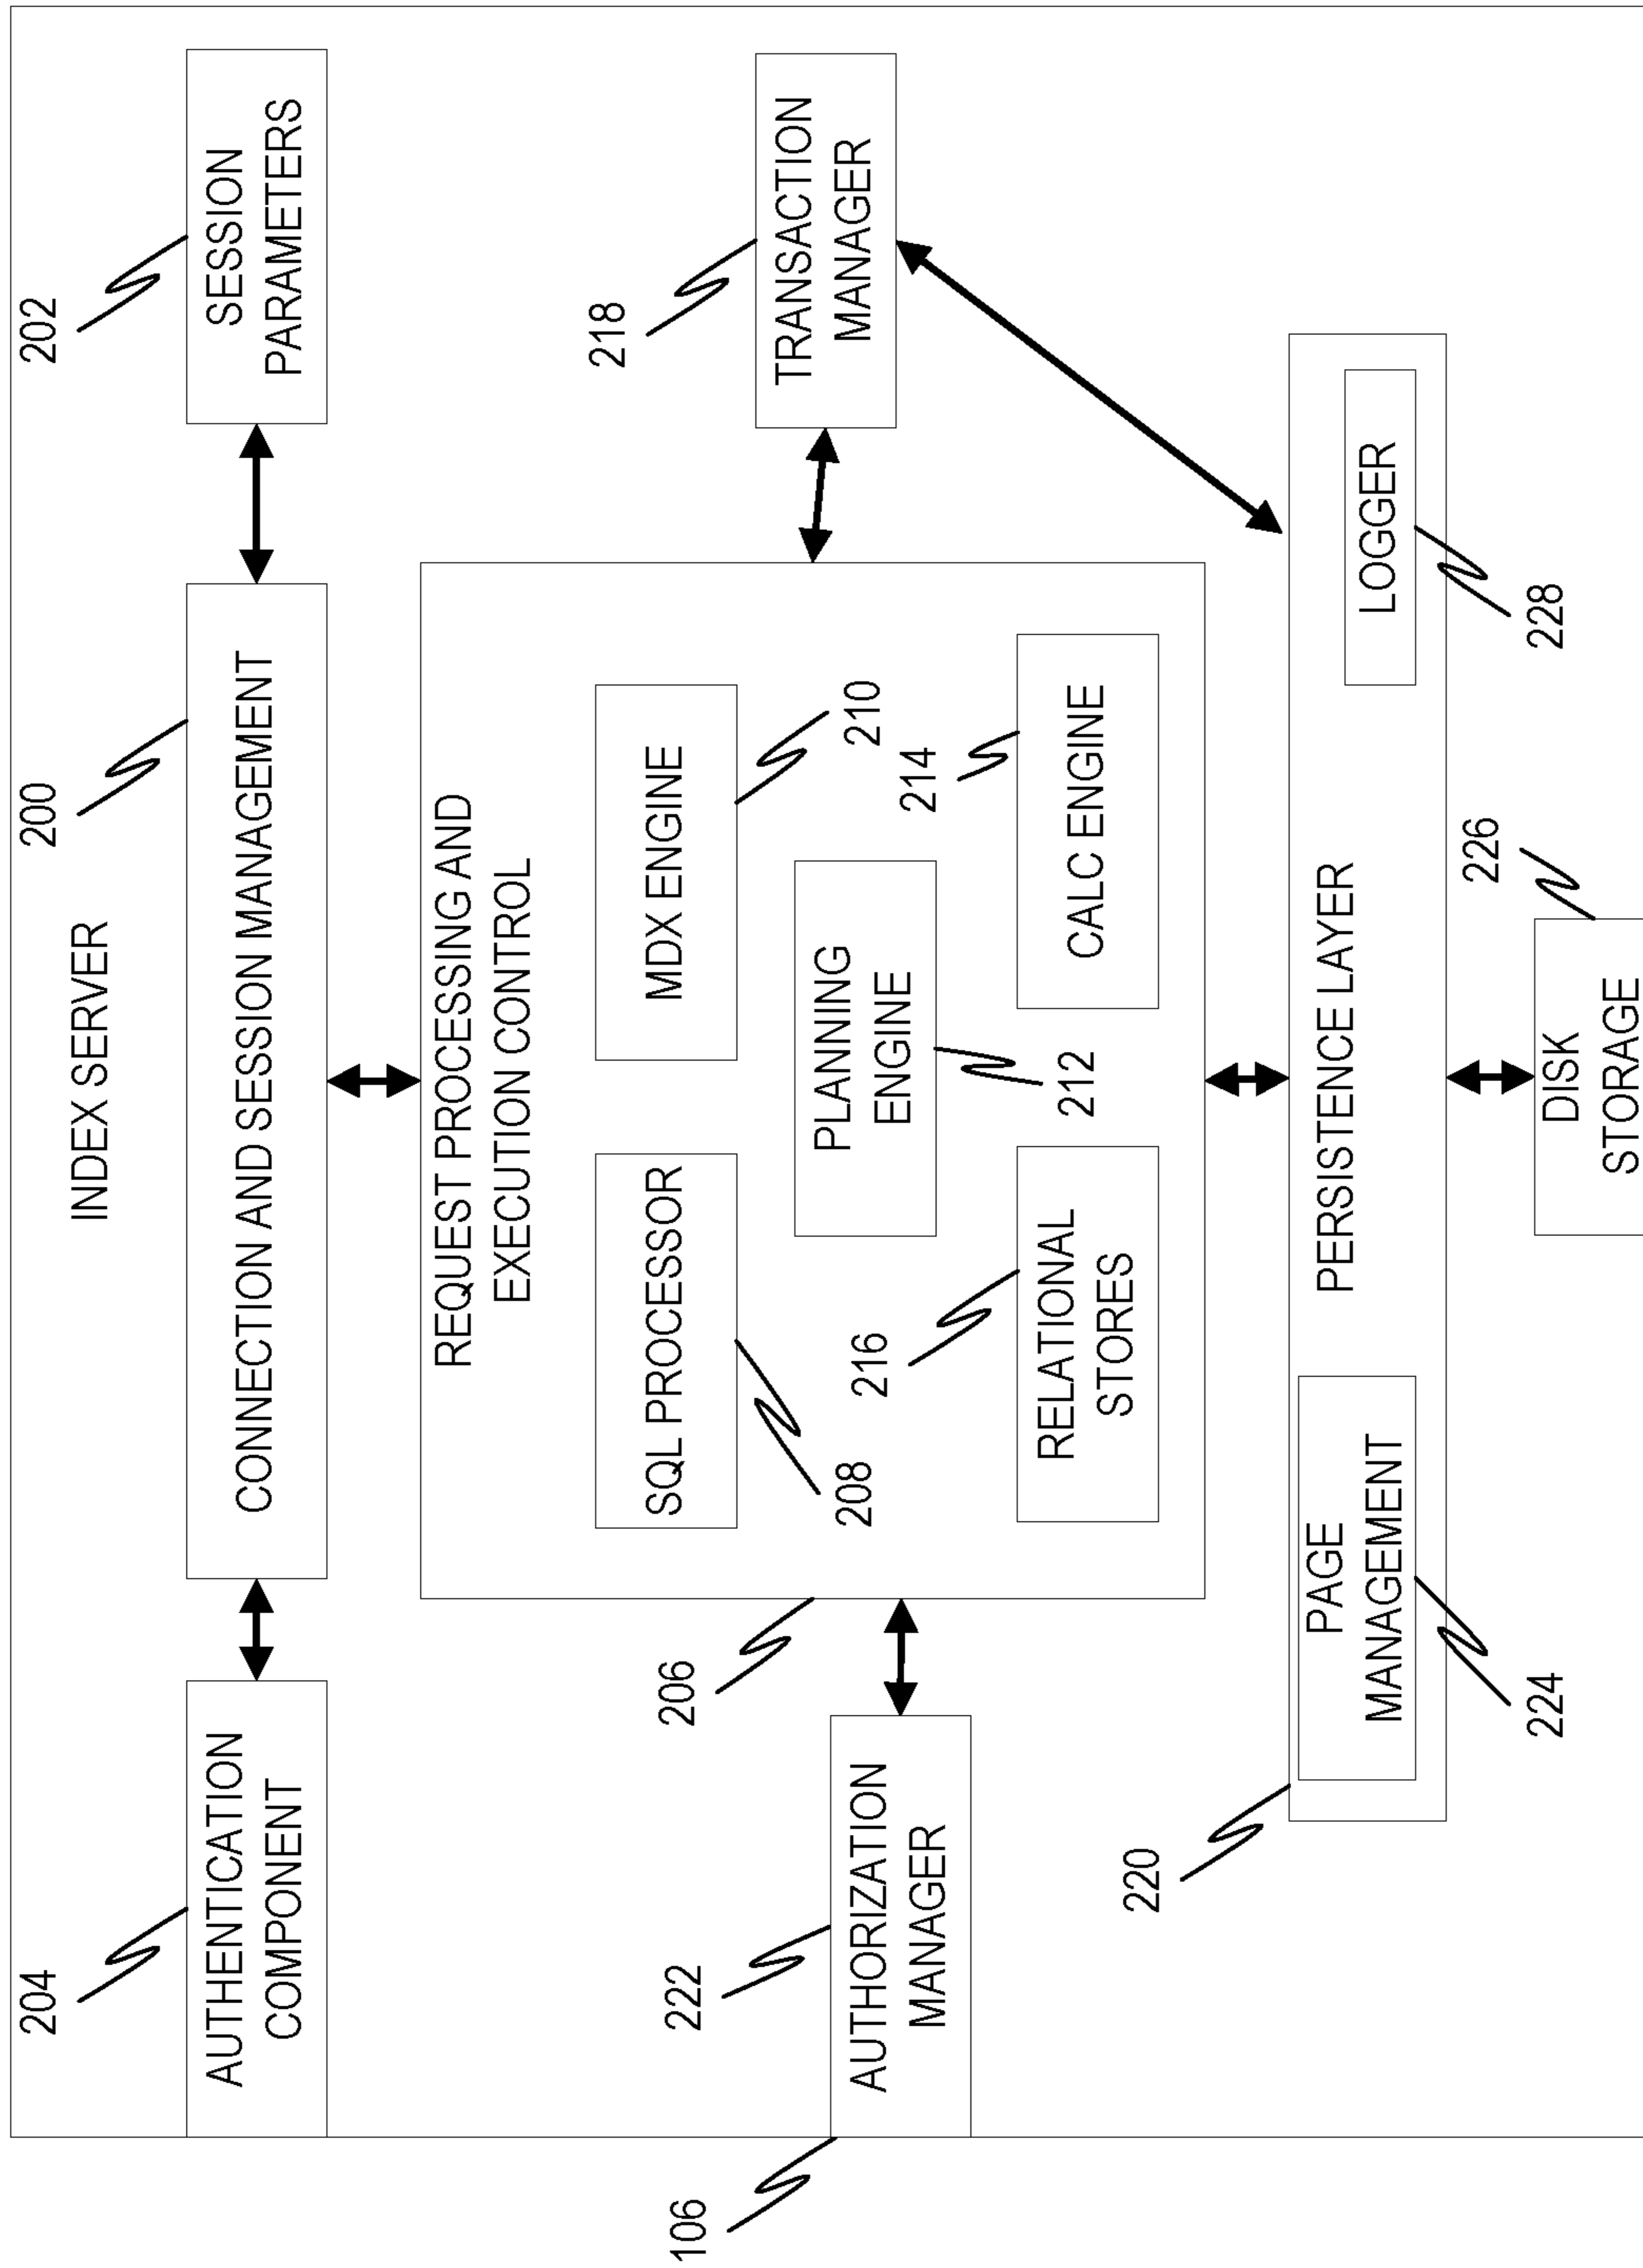 INDEX SERVER
204
200
202
AUTHENTICATION
COMPONENT
CONNECTION AND SESSION MANAGEMENT
SESSION
PARAMETERS
REQUEST PROCESSING AND
EXECUTION CONTROL
206
SQL PROCESSOR
208
MDX ENGINE
210
PLANNING
ENGINE
212
214
CALC ENGINE
216
RELATIONAL
STORES
218
TRANSACTION
MANAGER
222
AUTHORIZATION
MANAGER
106
220
PERSISTENCE LAYER
PAGE
MANAGEMENT
224
LOGGER
228
226
DISK
STORAGE